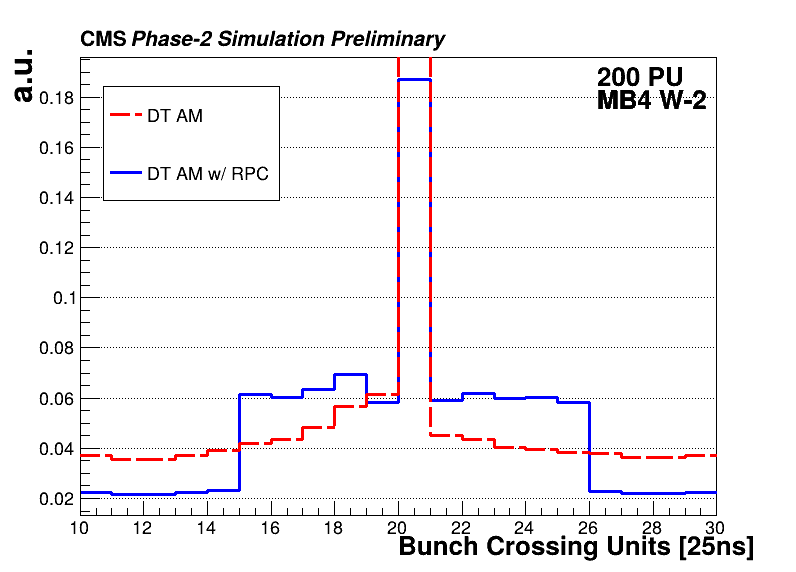 CMS Phase-2 Simulation Preliminary
a.u.
200 PU
MB4 W-2
DT AM
DT AM w/ RPC
0.18
0.16
0.14
0.12
0.1
0.08
0.06
0.04
0.02
10 12 14 16 18 20 22 24 26 28 30
Bunch Crossing Units [25ns]